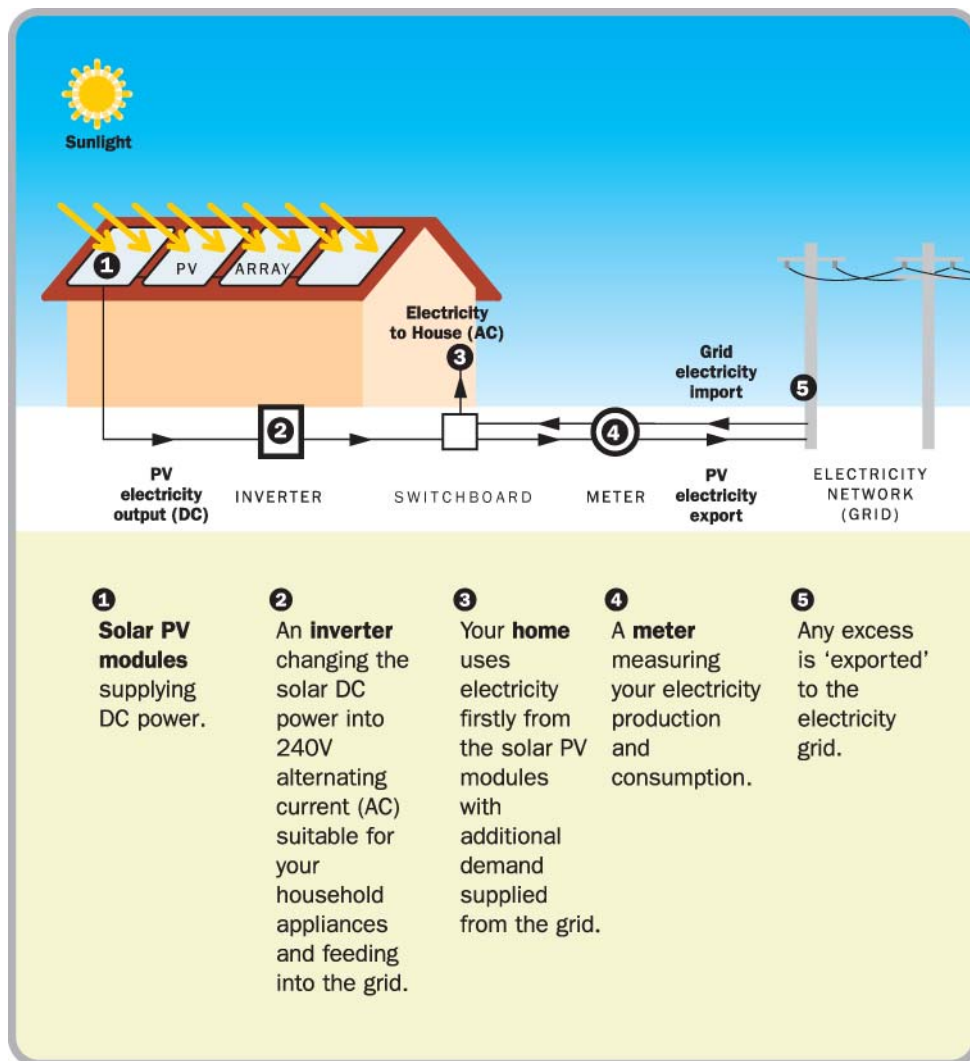 Sunlight
1
PV ARRAY
Electricity
to House (AC)
3
Grid
electricity
import
5
2
4
PV
electricity
output (DC)
INVERTER
SWITCHBOARD
METER
PV
electricity
export
ELECTRICITY
NETWORK
(GRID)
1
Solar PV
modules
supplying
DC power.
2
An inverter
changing the
solar DC
power into
240V
alternating
current (AC)
suitable for
your
household
appliances
and feeding
into the grid.
3
Your home
uses
electricity
firstly from
the solar PV
modules
with
additional
demand
supplied
from the grid.
4
A meter
measuring
your electricity
production
and
consumption.
5
Any excess
is ‘exported’
to the
electricity
grid.